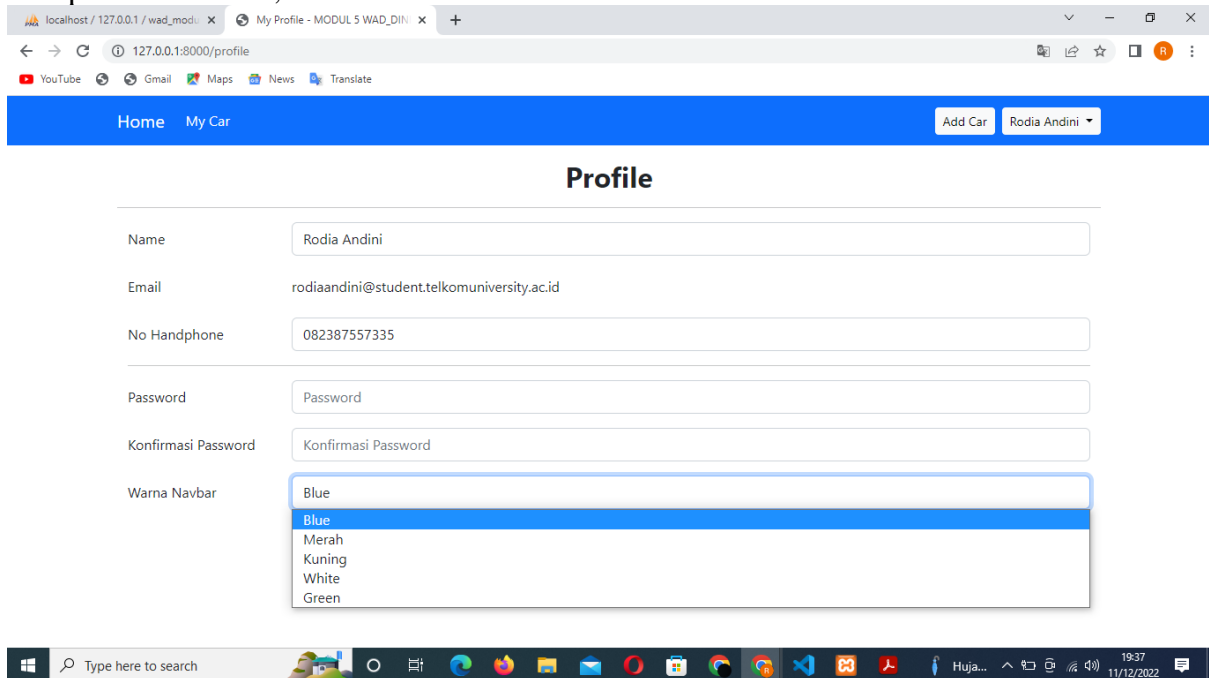 localhost / 127.0.0.1 / wad_modu
My Profile - MODUL 5 WAD_DINI
127.0.0.1:8000/profile
YouTube Gmail Maps News Translate
Home My Car Add Car Rodia Andini
Profile
Name Rodia Andini
Email rodiaandini@student.telkomuniversity.ac.id
No Handphone 082387557335
Password Password
Konfirmasi Password Konfirmasi Password
Warna Navbar Blue
Blue
Merah
Kuning
White
Green
Type here to search Huja... 19:37
11/12/2022